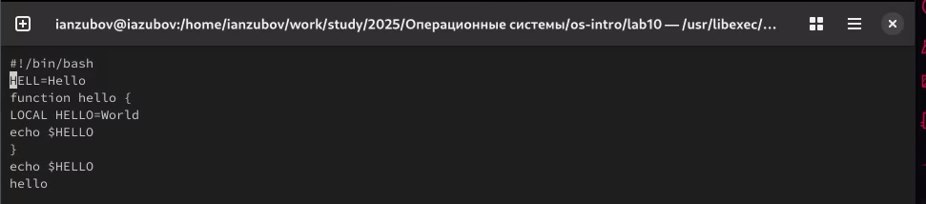 ianzubov@iazubov:/home/ianzubov/work/study/2025/Операционные системы/os-intro/lab10 — /usr/libexec/...
#!/bin/bash
HELL=Hello
function hello {
LOCAL HELLO=World
echo $HELLO
}
echo $HELLO
hello